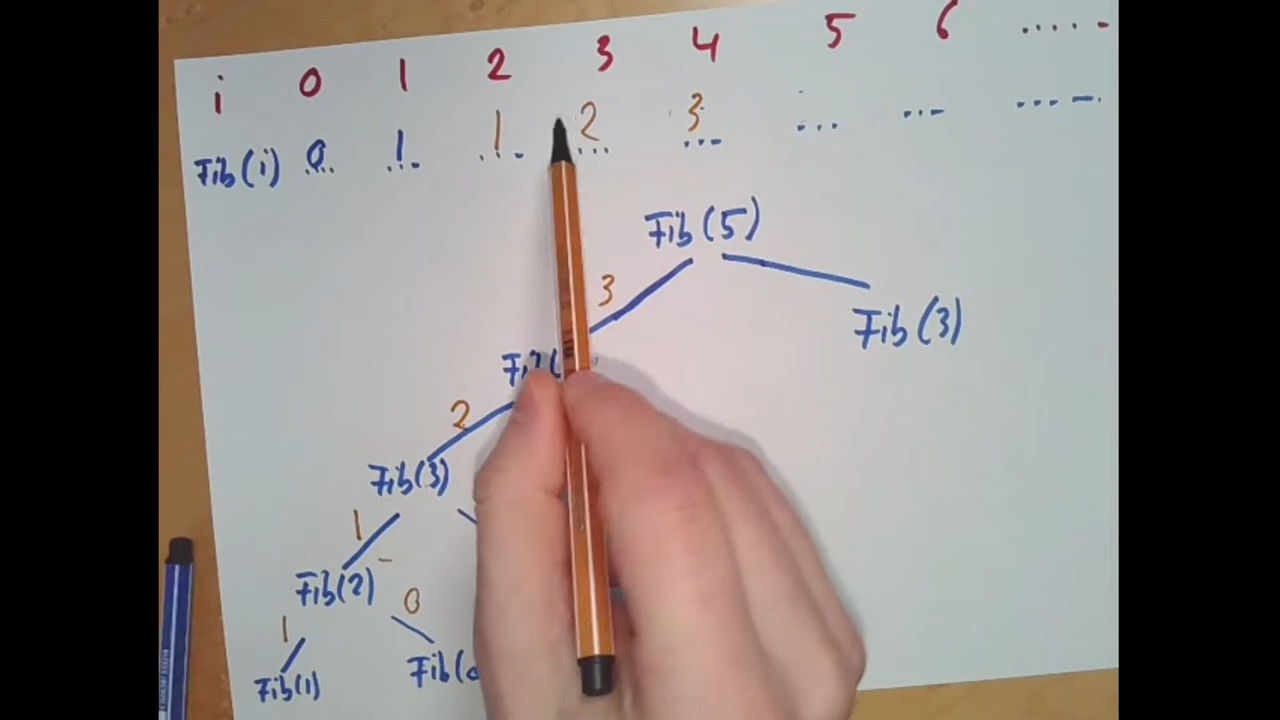 i 0 1 2 3 4 5 6 .....
Fib(i) 0 1 1 2 3 ... ... ....
Fib(5)
3
Fib(3)
2
Fib(3)
1
Fib(2)
0
1
Fib(1)